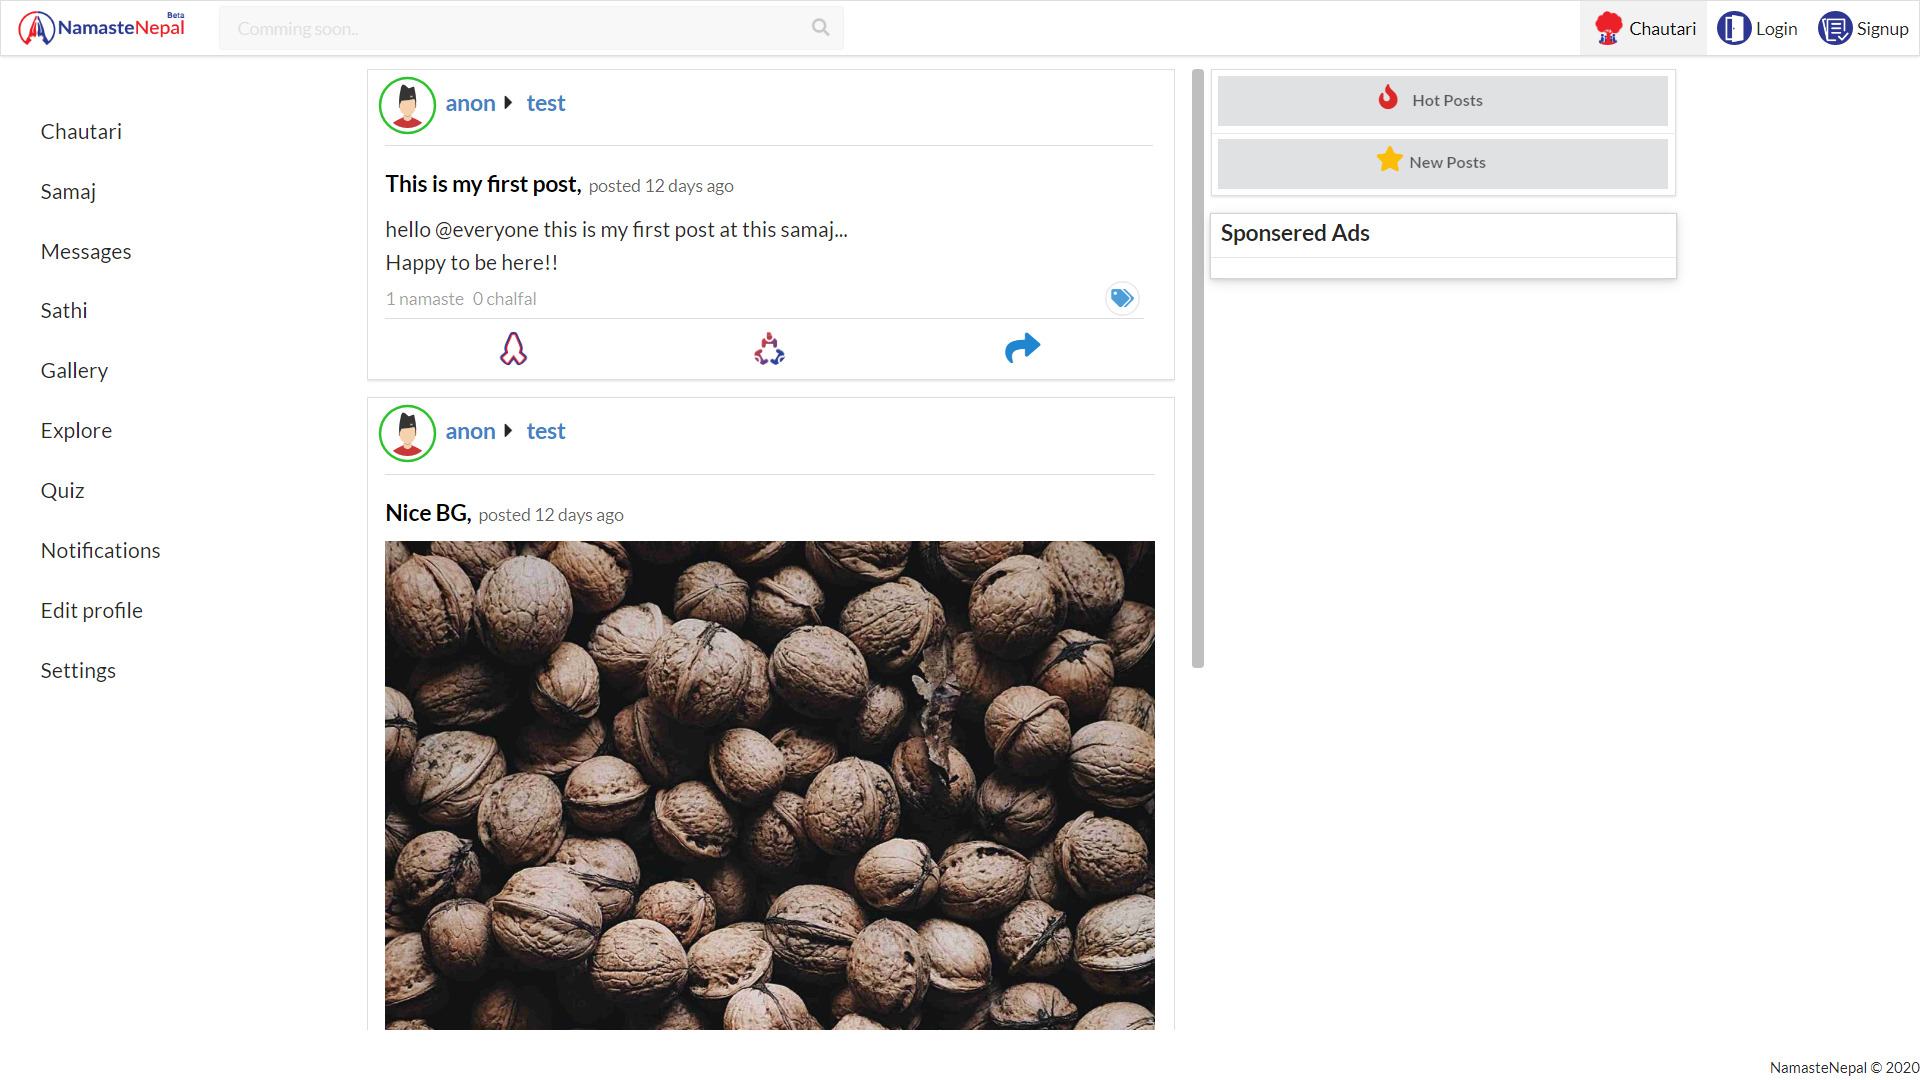 NamasteNepal Beta
Comming soon..
Chautari
Login
Signup
Chautari
Samaj
Messages
Sathi
Gallery
Explore
Quiz
Notifications
Edit profile
Settings
anon test
This is my first post, posted 12 days ago
hello @everyone this is my first post at this samaj...
Happy to be here!!
1 namaste 0 chalfal
anon test
Nice BG, posted 12 days ago
Hot Posts
New Posts
Sponsered Ads
NamasteNepal © 2020